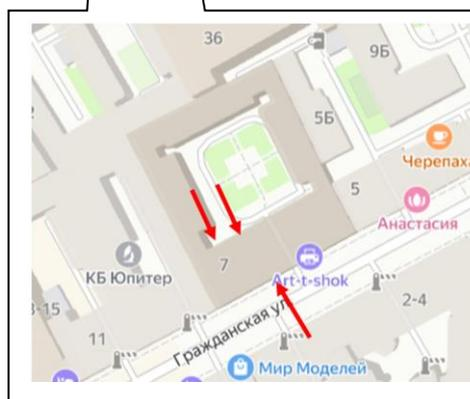 36
9Б
5Б
Черепаха
5
Анастасия
7
КБ Юпитер
Art-t-shok
3-15
2-4
11
Гражданская ул
Мир Моделей